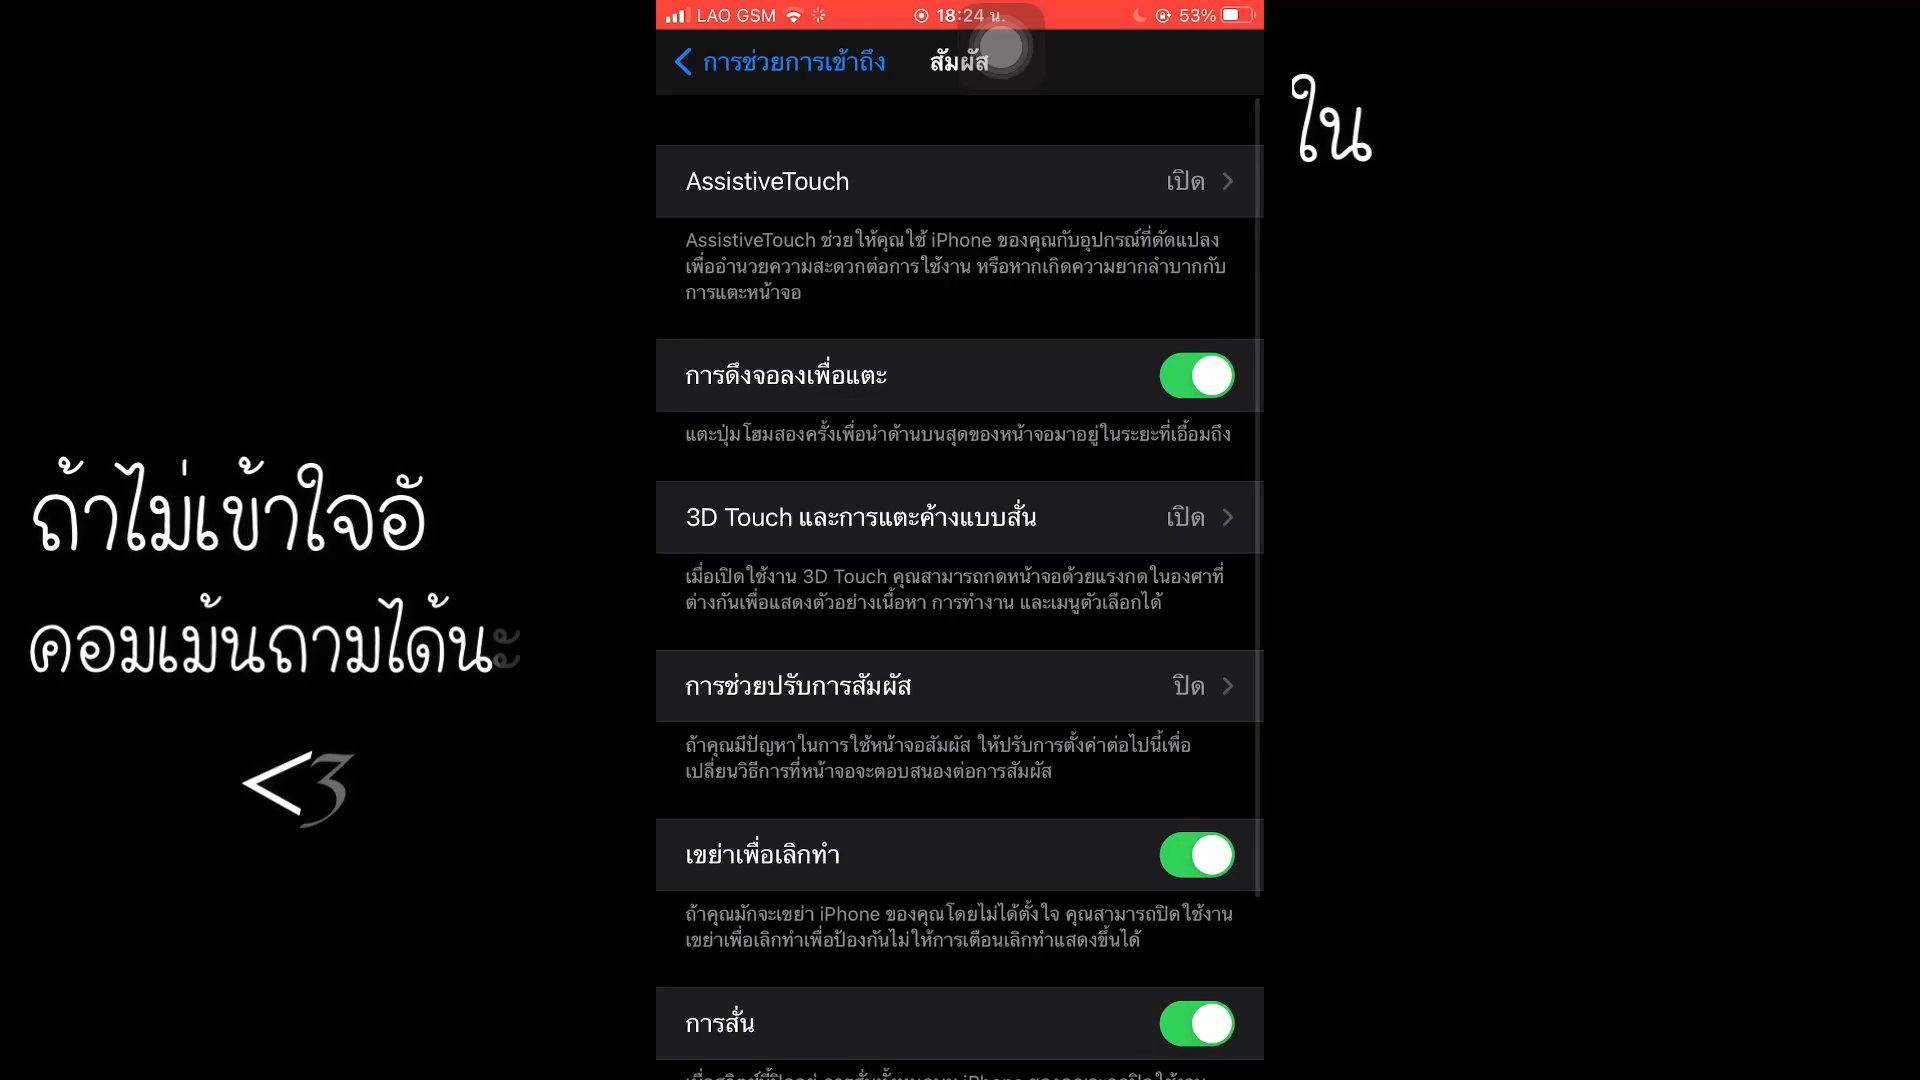 LAO GSM 18:24 น. 53%
การช่วยการเข้าถึง สัมผัส
AssistiveTouch เปิด
AssistiveTouch ช่วยให้คุณใช้ iPhone ของคุณกับอุปกรณ์ที่ดัดแปลง
เพื่ออำนวยความสะดวกต่อการใช้งาน หรือหากเกิดความยากลำบากกับ
การแตะหน้าจอ
การดึงจอลงเพื่อแตะ
แตะปุ่มโฮมสองครั้งเพื่อนำด้านบนสุดของหน้าจอมาอยู่ในระยะที่เอื้อมถึง
3D Touch และการแตะค้างแบบสั่น เปิด
เมื่อเปิดใช้งาน 3D Touch คุณสามารถกดหน้าจอด้วยแรงกดในองศาที่
ต่างกันเพื่อแสดงตัวอย่างเนื้อหา การทำงาน และเมนูตัวเลือกได้
การช่วยปรับการสัมผัส ปิด
ถ้าคุณมีปัญหาในการใช้หน้าจอสัมผัส ให้ปรับการตั้งค่าต่อไปนี้เพื่อ
เปลี่ยนวิธีการที่หน้าจอจะตอบสนองต่อการสัมผัส
เขย่าเพื่อเลิกทำ
ถ้าคุณมักจะเขย่า iPhone ของคุณโดยไม่ได้ตั้งใจ คุณสามารถปิดใช้งาน
เขย่าเพื่อเลิกทำเพื่อป้องกันไม่ให้การเตือนเลิกทำแสดงขึ้นได้
การสั่น
ถ้าไม่เข้าใจอั
คอมเม้นถามได้นะ
<3
ใน